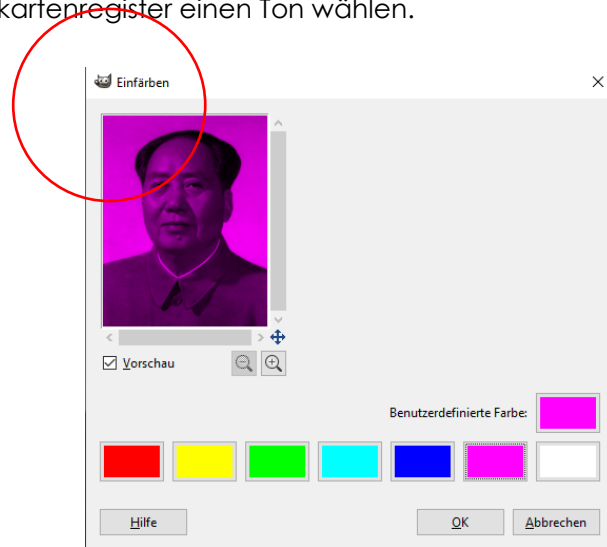 kartenregister einen Ton wählen.
Einfärben
Vorschau
Benutzerdefinierte Farbe:
Hilfe
OK
Abbrechen